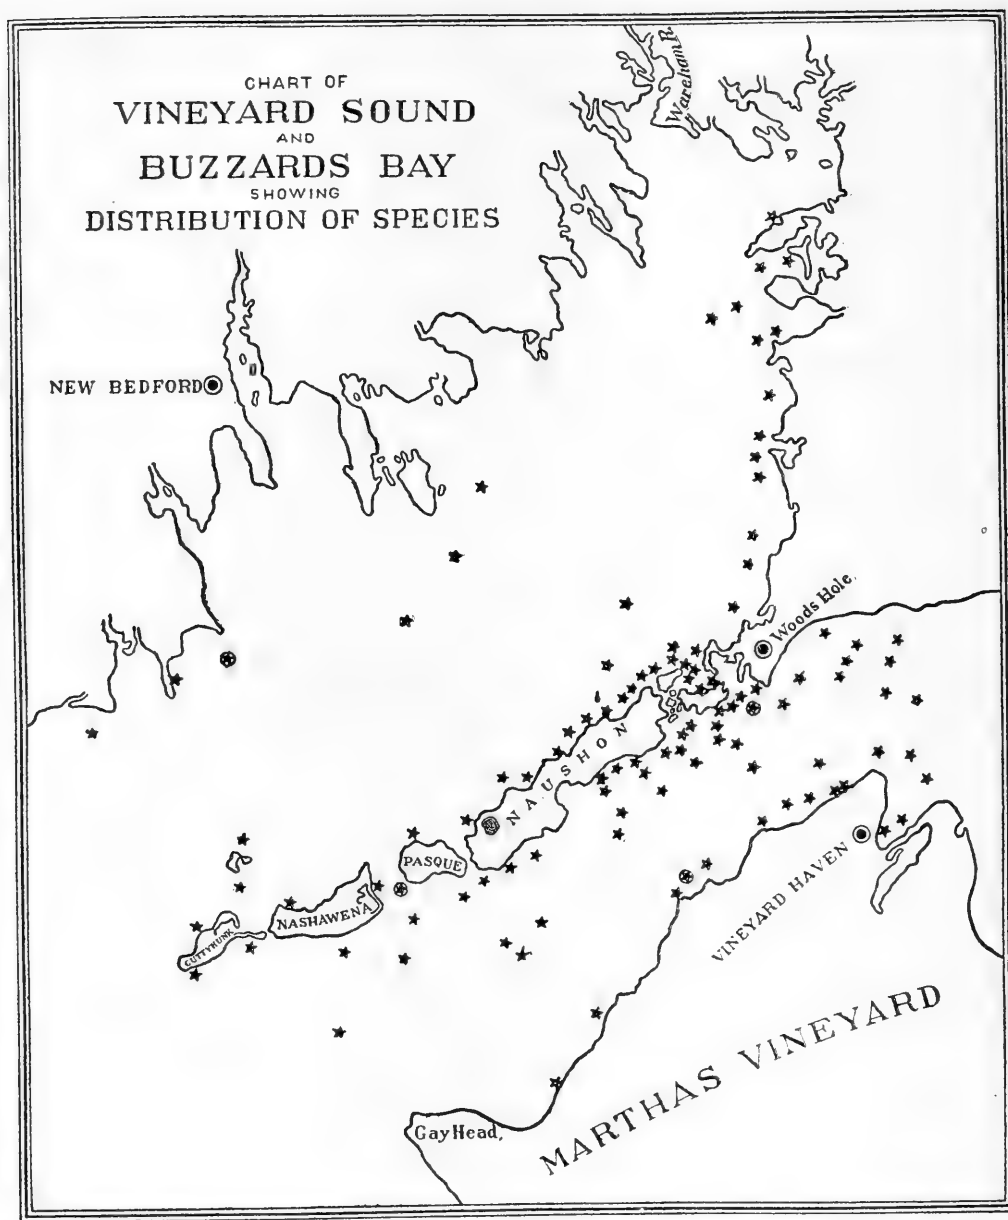 CHART OF
VINEYARD SOUND
AND
BUZZARDS BAY
SHOWING
DISTRIBUTION OF SPECIES
Wareham R.
NEW BEDFORD
Woods Hole.
NAUSHON
PASQUE
NASHAWENA
CUTTYHUNK
VINEYARD HAVEN
MARTHAS VINEYARD
Gay Head,